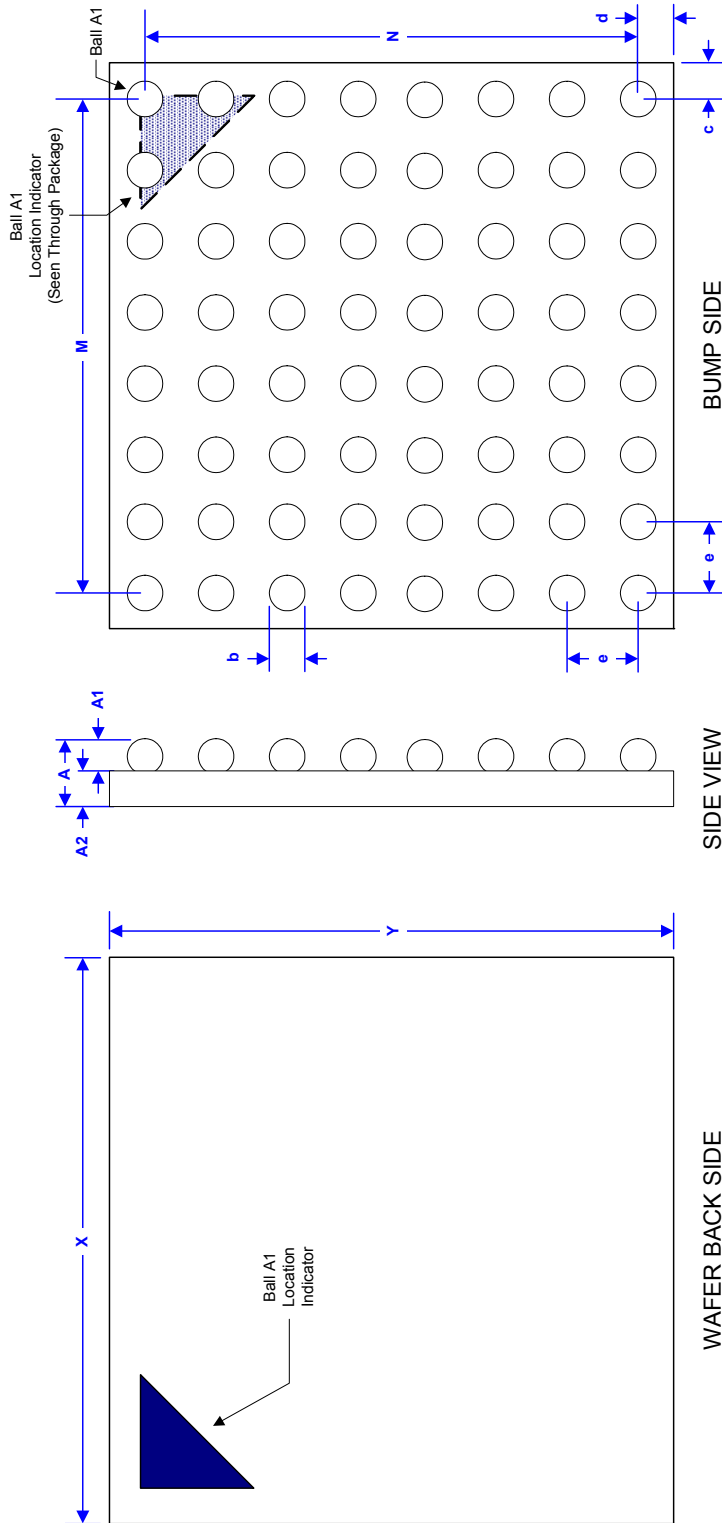 X
Y
Ball A1
Location
Indicator
WAFER BACK SIDE
A2
A
A1
SIDE VIEW
M
Ball A1
Location Indicator
(Seen Through Package)
Ball A1
N
b
e
e
d
c
BUMP SIDE